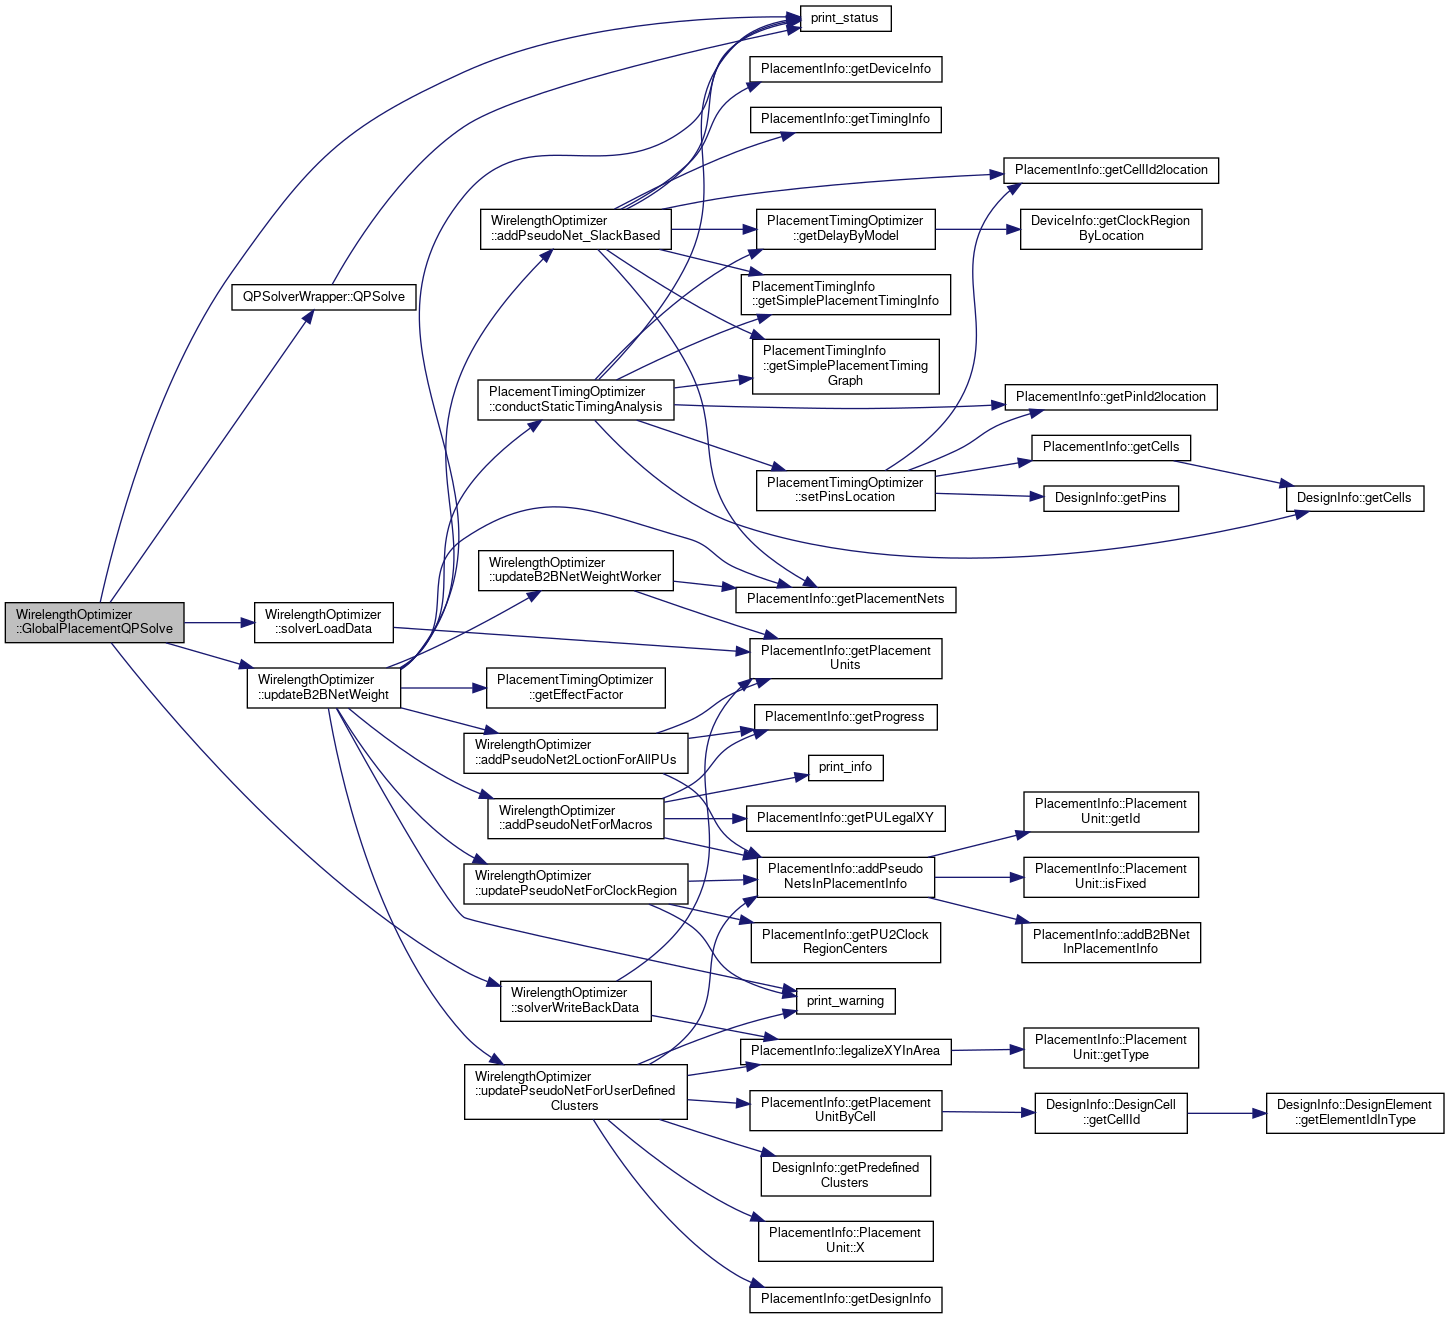 WirelengthOptimizer
::GlobalPlacementQPSolve
QPSolverWrapper::QPSolve
WirelengthOptimizer
::solverLoadData
WirelengthOptimizer
::updateB2BNetWeight
WirelengthOptimizer
::addPseudoNet_SlackBased
PlacementTimingOptimizer
::conductStaticTimingAnalysis
WirelengthOptimizer
::updateB2BNetWeightWorker
PlacementTimingOptimizer
::getEffectFactor
WirelengthOptimizer
::addPseudoNet2LoctionForAllPUs
WirelengthOptimizer
::addPseudoNetForMacros
WirelengthOptimizer
::updatePseudoNetForClockRegion
WirelengthOptimizer
::solverWriteBackData
WirelengthOptimizer
::updatePseudoNetForUserDefined
Clusters
print_status
PlacementInfo::getDeviceInfo
PlacementInfo::getTimingInfo
PlacementTimingOptimizer
::getDelayByModel
PlacementTimingInfo
::getSimplePlacementTimingInfo
PlacementTimingInfo
::getSimplePlacementTiming
Graph
PlacementTimingOptimizer
::setPinsLocation
PlacementInfo::getPlacementNets
PlacementInfo::getPlacement
Units
PlacementInfo::getProgress
print_info
PlacementInfo::getPULegalXY
PlacementInfo::addPseudo
NetsInPlacementInfo
PlacementInfo::getPU2Clock
RegionCenters
print_warning
PlacementInfo::legalizeXYInArea
PlacementInfo::getPlacement
UnitByCell
DesignInfo::getPredefined
Clusters
PlacementInfo::Placement
Unit::X
PlacementInfo::getDesignInfo
PlacementInfo::getCellId2location
DeviceInfo::getClockRegion
ByLocation
PlacementInfo::getPinId2location
PlacementInfo::getCells
DesignInfo::getPins
PlacementInfo::Placement
Unit::getId
PlacementInfo::Placement
Unit::isFixed
PlacementInfo::addB2BNet
InPlacementInfo
PlacementInfo::Placement
Unit::getType
DesignInfo::DesignCell
::getCellId
DesignInfo::getCells
DesignInfo::DesignElement
::getElementIdInType